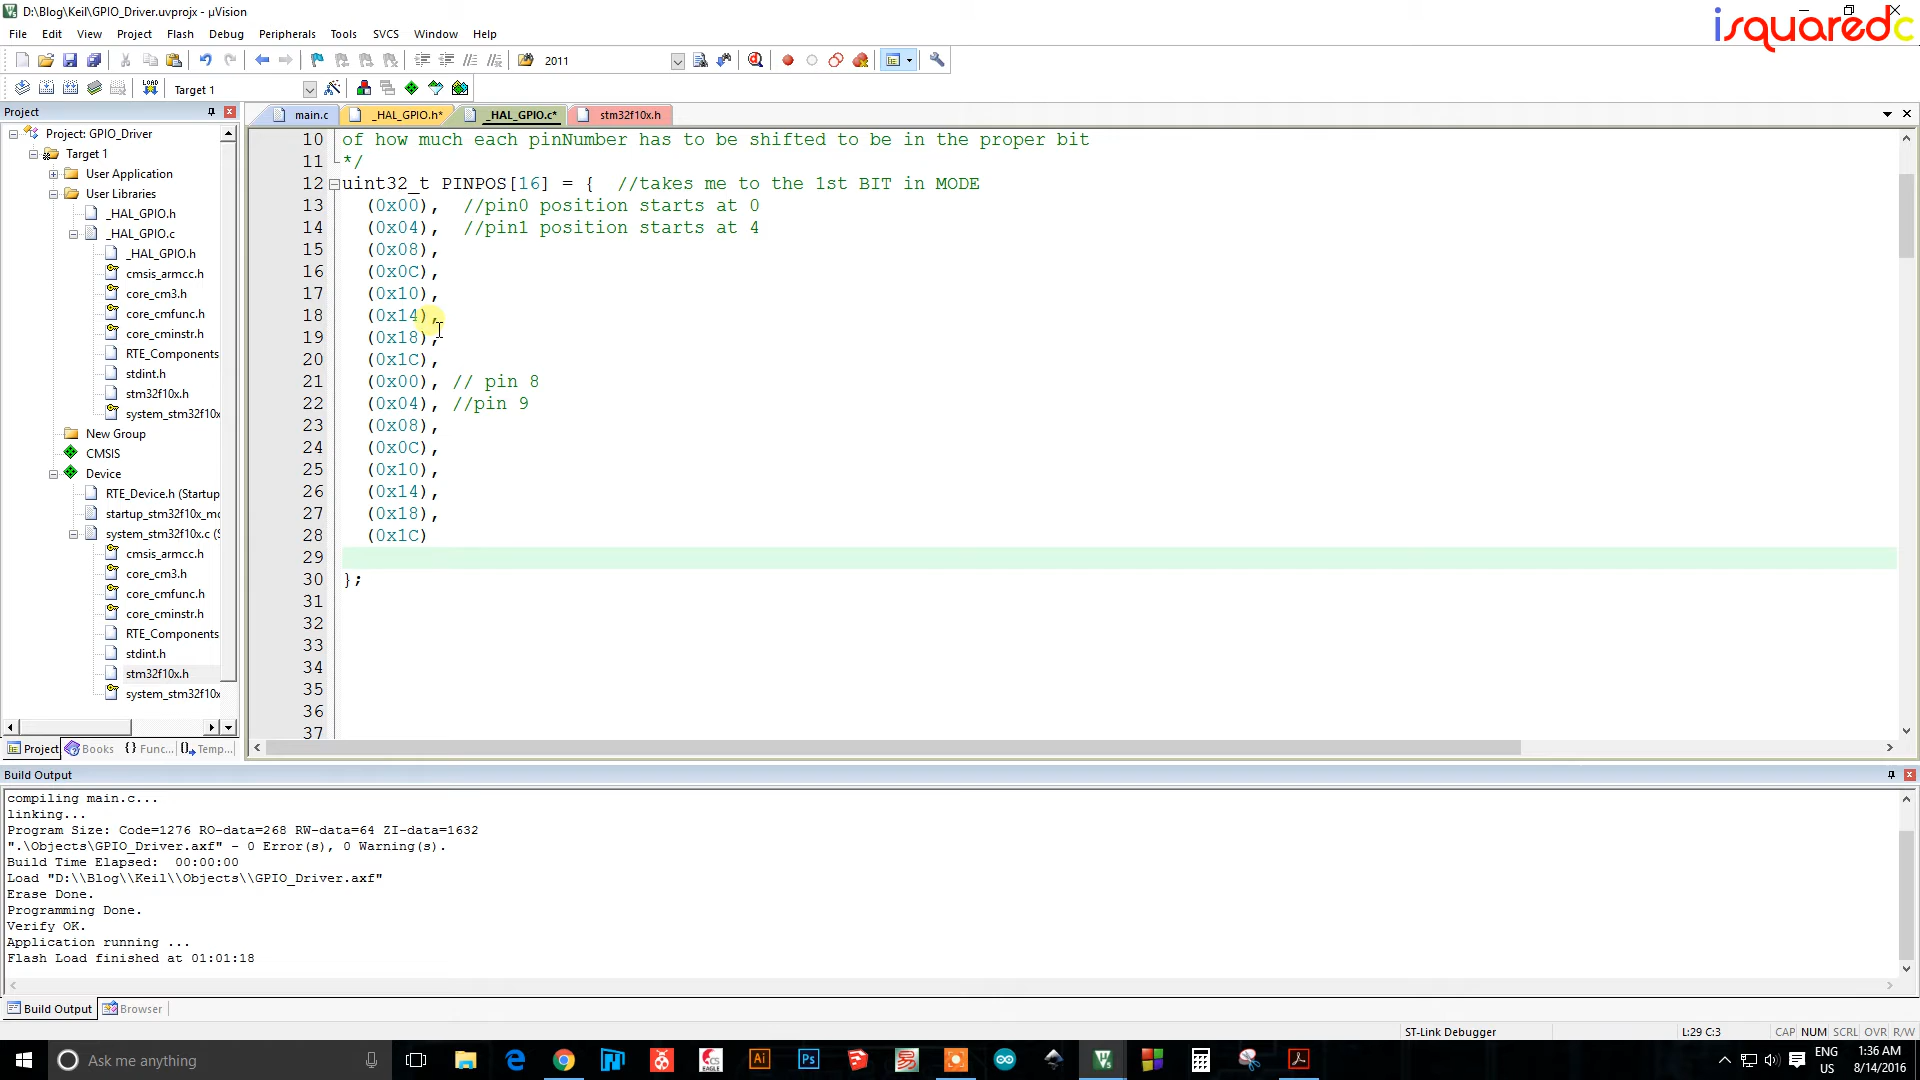 D:\Blog\Keil\GPIO_Driver.uvprojx - µVision
isquaredc
File Edit View Project Flash Debug Peripherals Tools SVCS Window Help
2011
LOAD Target 1
Project
Project: GPIO_Driver
Target 1
User Application
User Libraries
_HAL_GPIO.h
_HAL_GPIO.c
_HAL_GPIO.h
cmsis_armcc.h
core_cm3.h
core_cmfunc.h
core_cminstr.h
RTE_Components
stdint.h
stm32f10x.h
system_stm32f10x
New Group
CMSIS
Device
RTE_Device.h (Startup
startup_stm32f10x_mc
system_stm32f10x.c (S
cmsis_armcc.h
core_cm3.h
core_cmfunc.h
core_cminstr.h
RTE_Components
stdint.h
stm32f10x.h
system_stm32f10x
Project Books {} Func... Temp...
main.c _HAL_GPIO.h* _HAL_GPIO.c* stm32f10x.h
10 of how much each pinNumber has to be shifted to be in the proper bit
11 */
12 uint32_t PINPOS[16] = { //takes me to the 1st BIT in MODE
13 (0x00), //pin0 position starts at 0
14 (0x04), //pin1 position starts at 4
15 (0x08),
16 (0x0C),
17 (0x10),
18 (0x14),
19 (0x18),
20 (0x1C),
21 (0x00), // pin 8
22 (0x04), //pin 9
23 (0x08),
24 (0x0C),
25 (0x10),
26 (0x14),
27 (0x18),
28 (0x1C)
29
30 };
31
32
33
34
35
36
37
Build Output
compiling main.c...
linking...
Program Size: Code=1276 RO-data=268 RW-data=64 ZI-data=1632
".\Objects\GPIO_Driver.axf" - 0 Error(s), 0 Warning(s).
Build Time Elapsed: 00:00:00
Load "D:\\Blog\\Keil\\Objects\\GPIO_Driver.axf"
Erase Done.
Programming Done.
Verify OK.
Application running ...
Flash Load finished at 01:01:18
Build Output Browser
ST-Link Debugger L:29 C:3 CAP NUM SCRL OVR R/W
Ask me anything
EAGLE Ai Ps
ENG
US
1:36 AM
8/14/2016